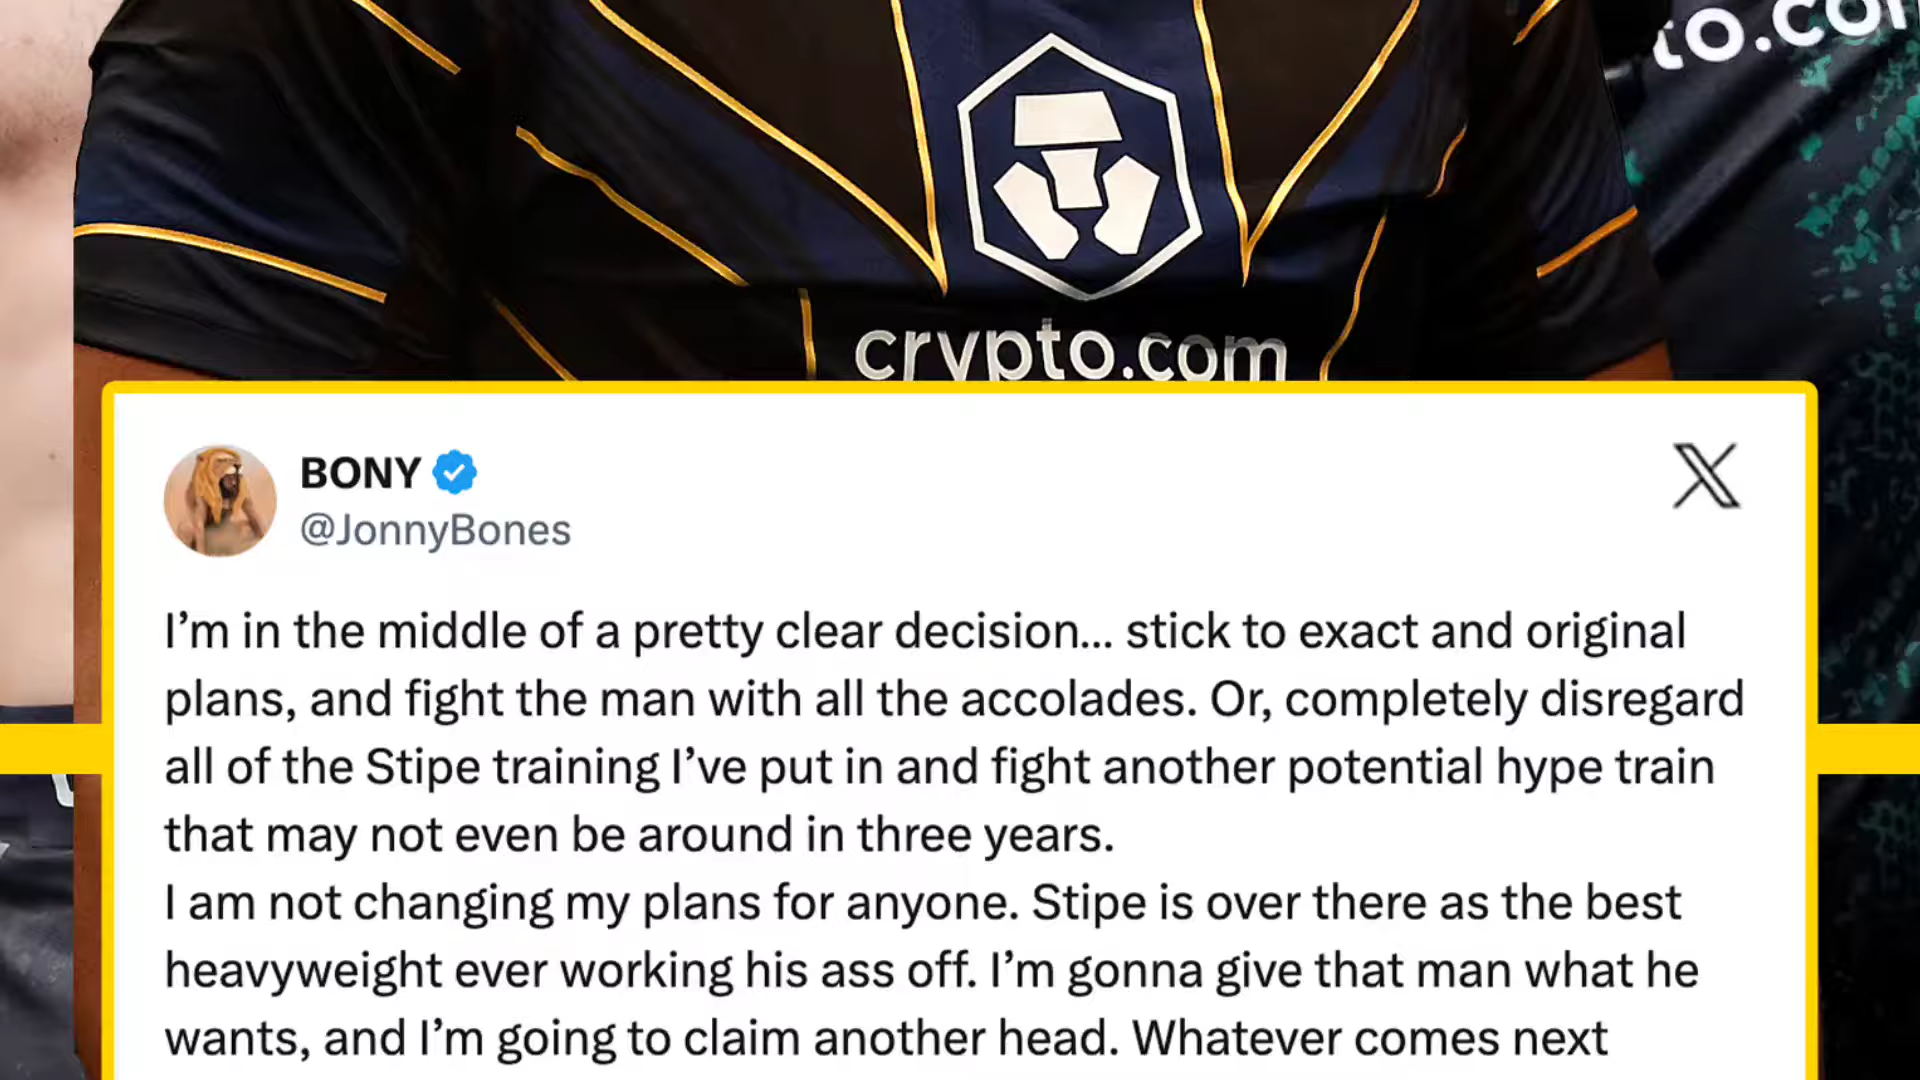 to.co
crypto.com
BONY
@JonnyBones
I’m in the middle of a pretty clear decision... stick to exact and original
plans, and fight the man with all the accolades. Or, completely disregard
all of the Stipe training I’ve put in and fight another potential hype train
that may not even be around in three years.
I am not changing my plans for anyone. Stipe is over there as the best
heavyweight ever working his ass off. I’m gonna give that man what he
wants, and I’m going to claim another head. Whatever comes next